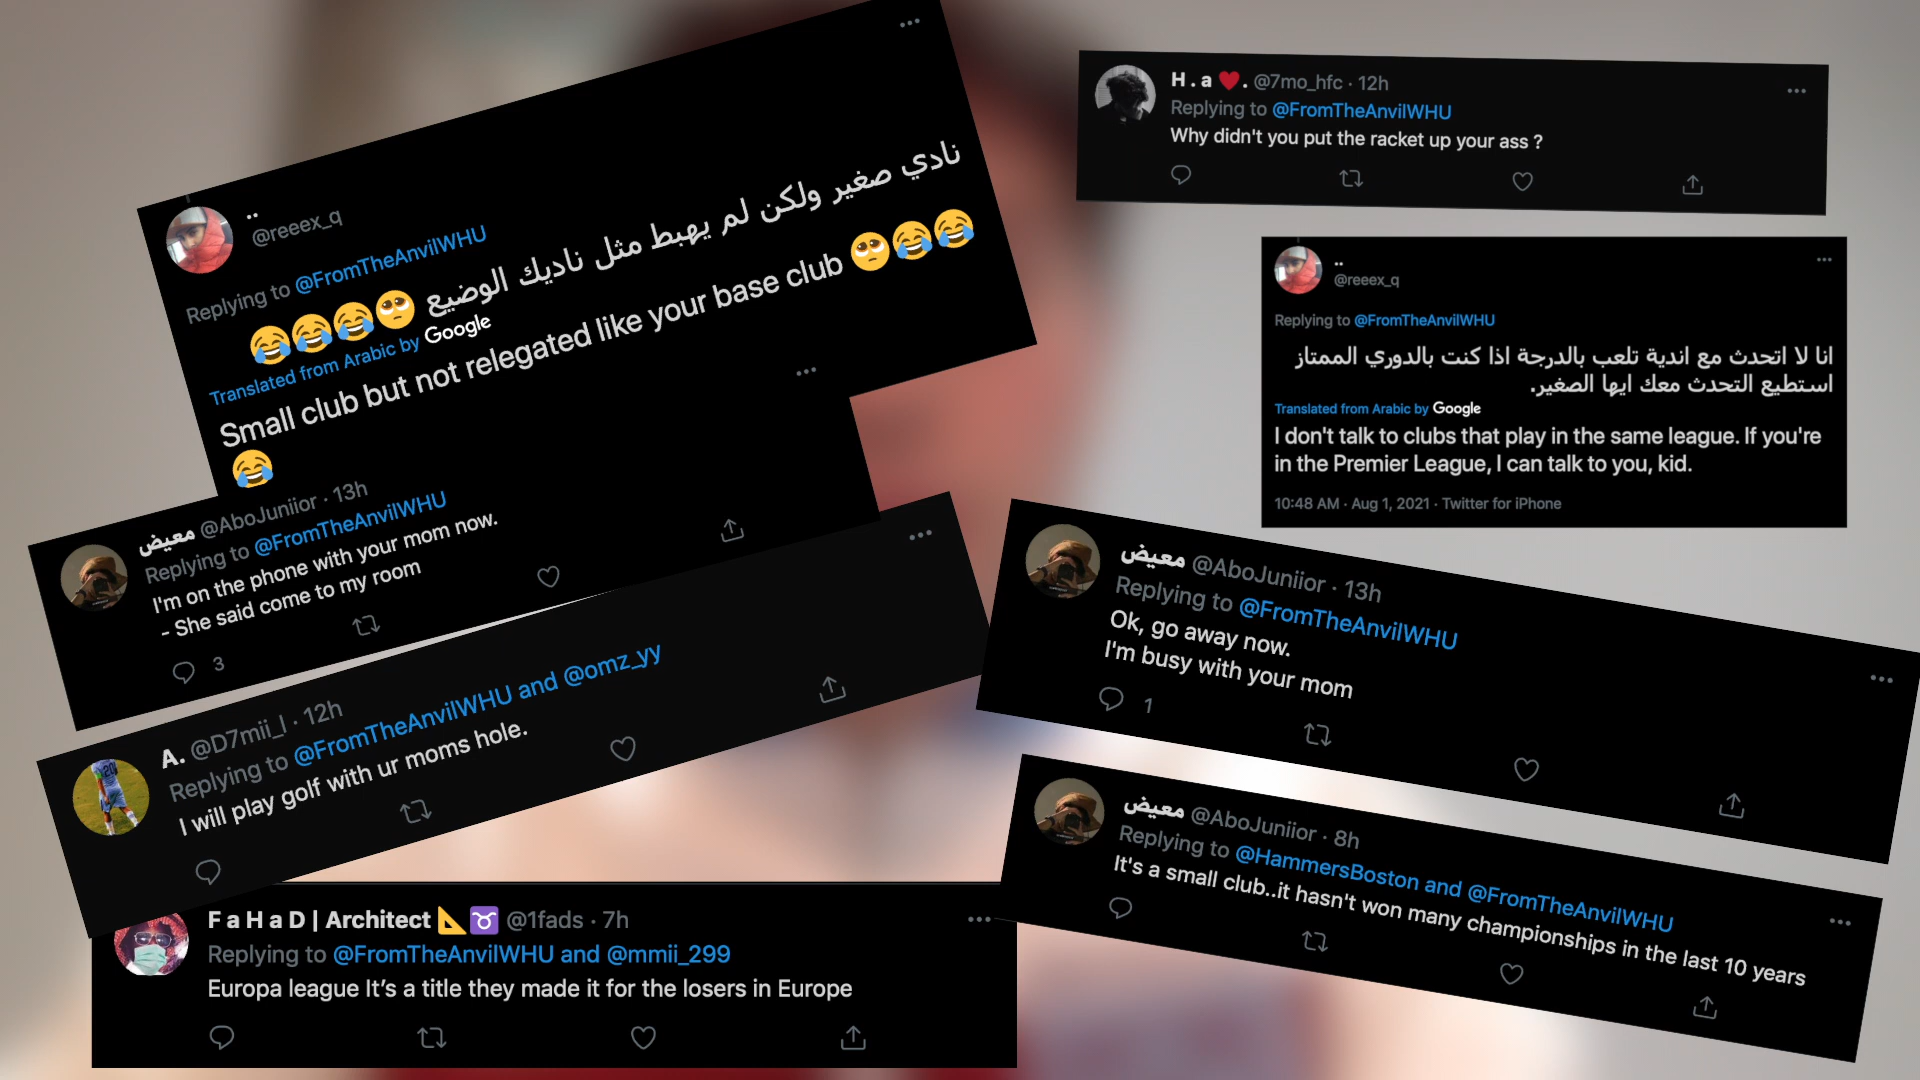 ..
@reeex_q
Replying to @FromTheAnvilWHU
نادي صغير ولكن لم يهبط مثل ناديك الوضيع 🥺😂😂😂
Translated from Arabic by Google
Small club but not relegated like your base club 🥺😂😂
😂
معيض @AboJuniior · 13h
Replying to @FromTheAnvilWHU
I'm on the phone with your mom now.
- She said come to my room
3
A. @D7mii_l · 12h
Replying to @FromTheAnvilWHU and @omz_yy
I will play golf with ur moms hole.
F a H a D | Architect 📐♉ @1fads · 7h
Replying to @FromTheAnvilWHU and @mmii_299
Europa league It’s a title they made it for the losers in Europe
H . a ❤️ . @7mo_hfc · 12h
Replying to @FromTheAnvilWHU
Why didn't you put the racket up your ass ?
..
@reeex_q
Replying to @FromTheAnvilWHU
انا لا اتحدث مع اندية تلعب بالدرجة اذا كنت بالدوري الممتاز
استطيع التحدث معك ايها الصغير.
Translated from Arabic by Google
I don't talk to clubs that play in the same league. If you're
in the Premier League, I can talk to you, kid.
10:48 AM · Aug 1, 2021 · Twitter for iPhone
معيض @AboJuniior · 13h
Replying to @FromTheAnvilWHU
Ok, go away now.
I'm busy with your mom
1
معيض @AboJuniior · 8h
Replying to @HammersBoston and @FromTheAnvilWHU
It's a small club..it hasn't won many championships in the last 10 years